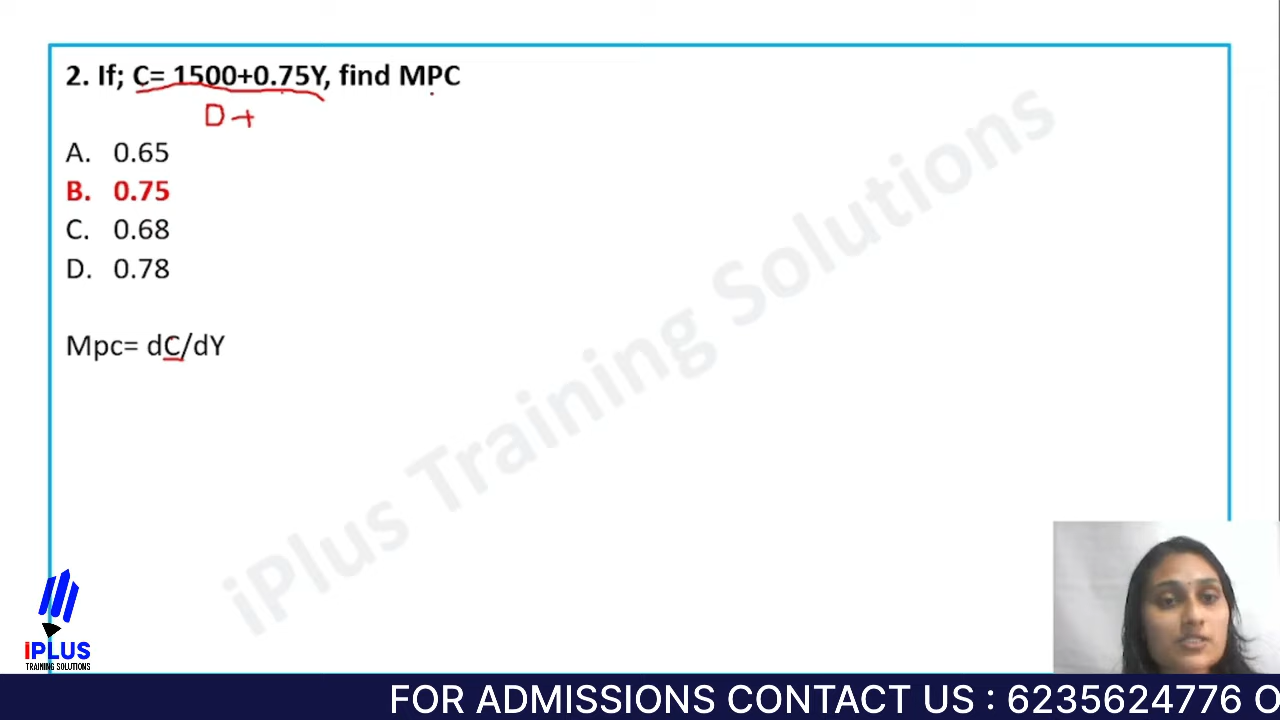 2. If; C= 1500+0.75Y, find MPC
0+
A. 0.65
B. 0.75
C. 0.68
D. 0.78
Mpc= dC/dY
iPlus Training Solutions
iPLUS
TRAINING SOLUTIONS
FOR ADMISSIONS CONTACT US : 6235624776 O